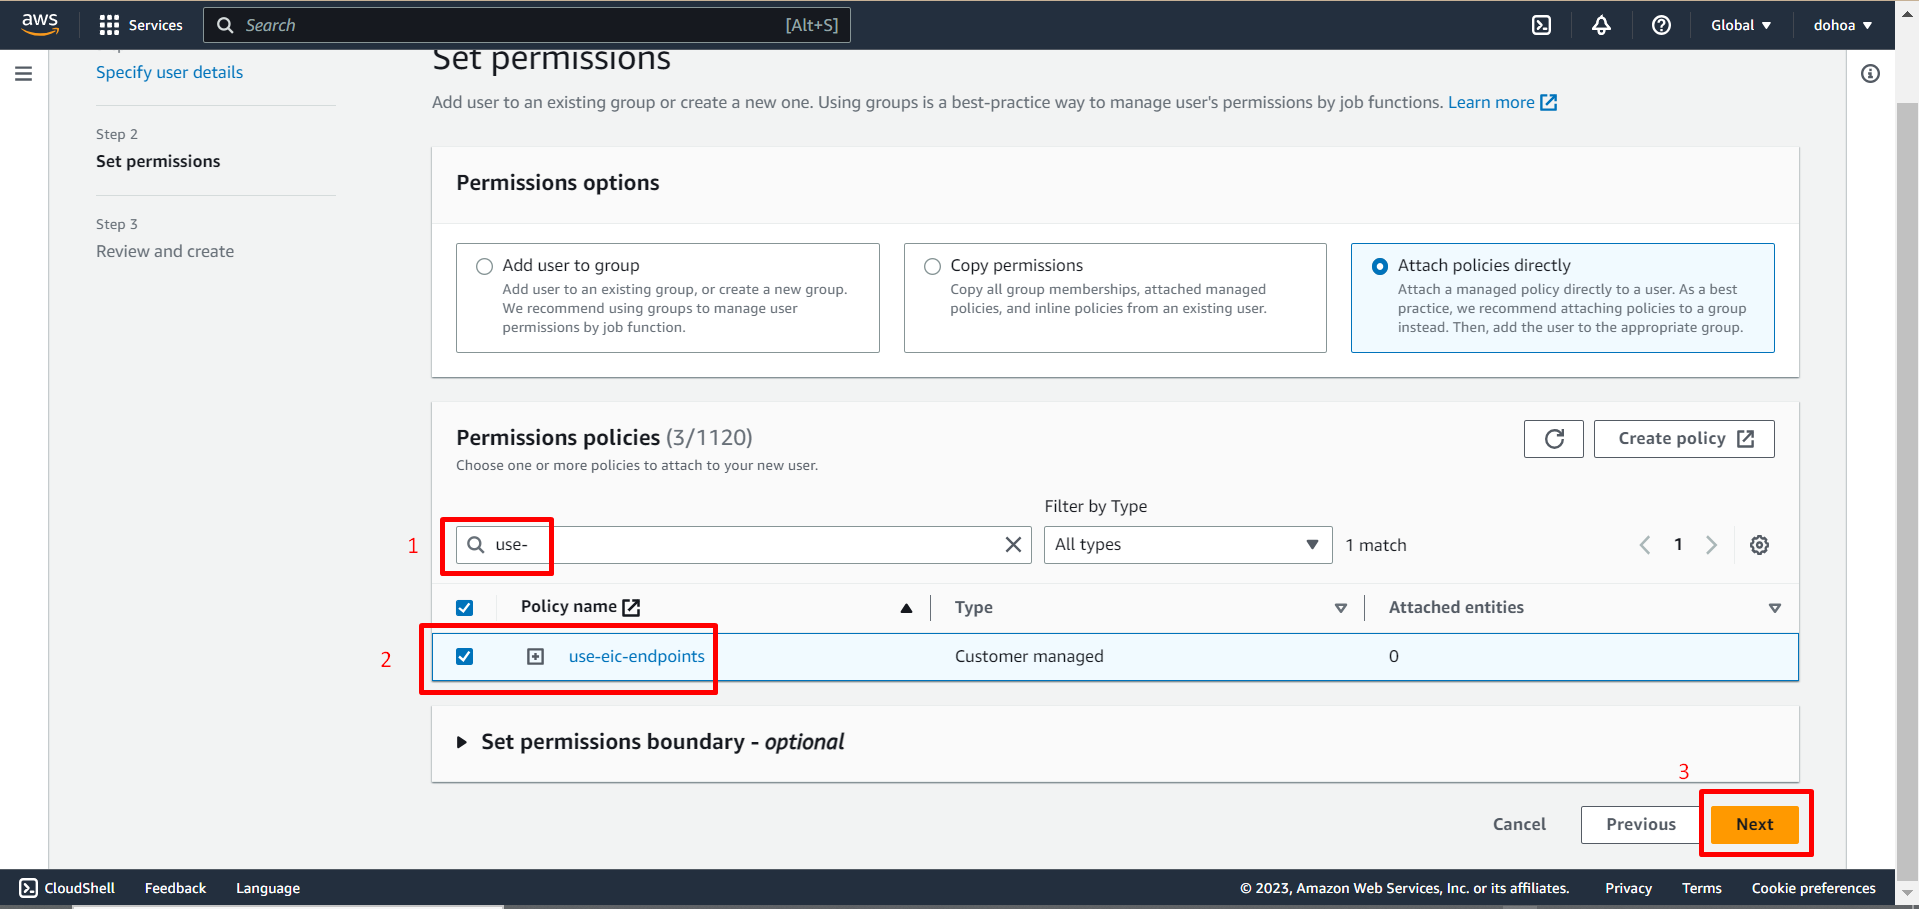 aws
Services
Search
[Alt+S]
Global
dohoa
Specify user details
Step 2
Set permissions
Step 3
Review and create
Set permissions
Add user to an existing group or create a new one. Using groups is a best-practice way to manage user's permissions by job functions. Learn more
Permissions options
Add user to group
Add user to an existing group, or create a new group.
We recommend using groups to manage user
permissions by job function.
Copy permissions
Copy all group memberships, attached managed
policies, and inline policies from an existing user.
Attach policies directly
Attach a managed policy directly to a user. As a best
practice, we recommend attaching policies to a group
instead. Then, add the user to the appropriate group.
Permissions policies (3/1120)
Choose one or more policies to attach to your new user.
Create policy
Filter by Type
1
use-
All types
1 match
1
Policy name
Type
Attached entities
2
use-eic-endpoints
Customer managed
0
Set permissions boundary - optional
3
Cancel
Previous
Next
CloudShell
Feedback
Language
© 2023, Amazon Web Services, Inc. or its affiliates.
Privacy
Terms
Cookie preferences